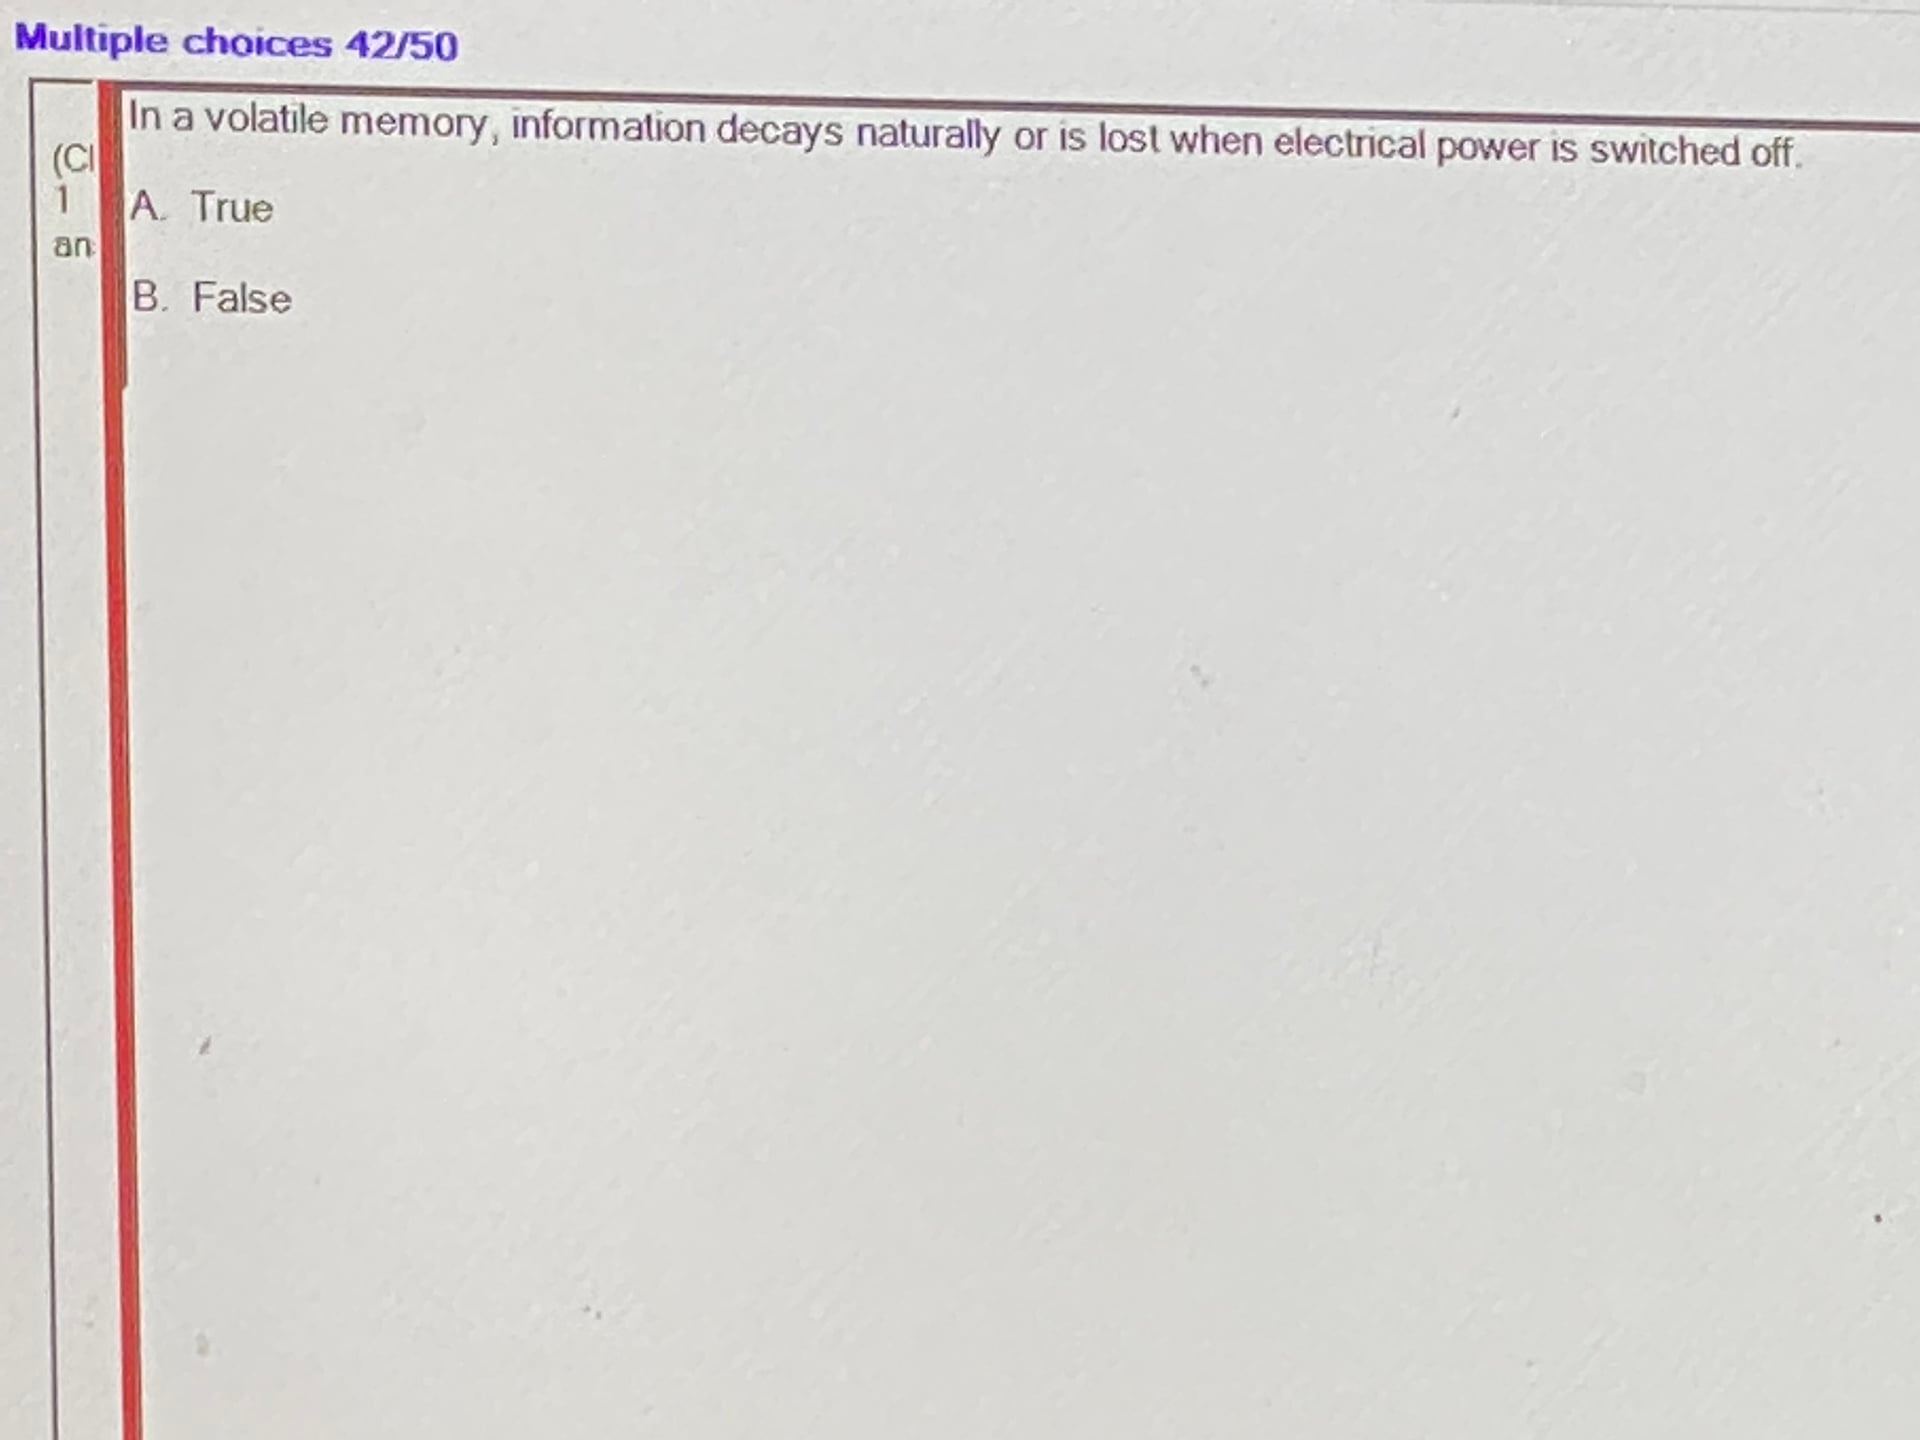 Multiple choices 42/50
In a volatile memory, information decays naturally or is lost when electrical power is switched off.
(Cl
1
an
A. True
B. False